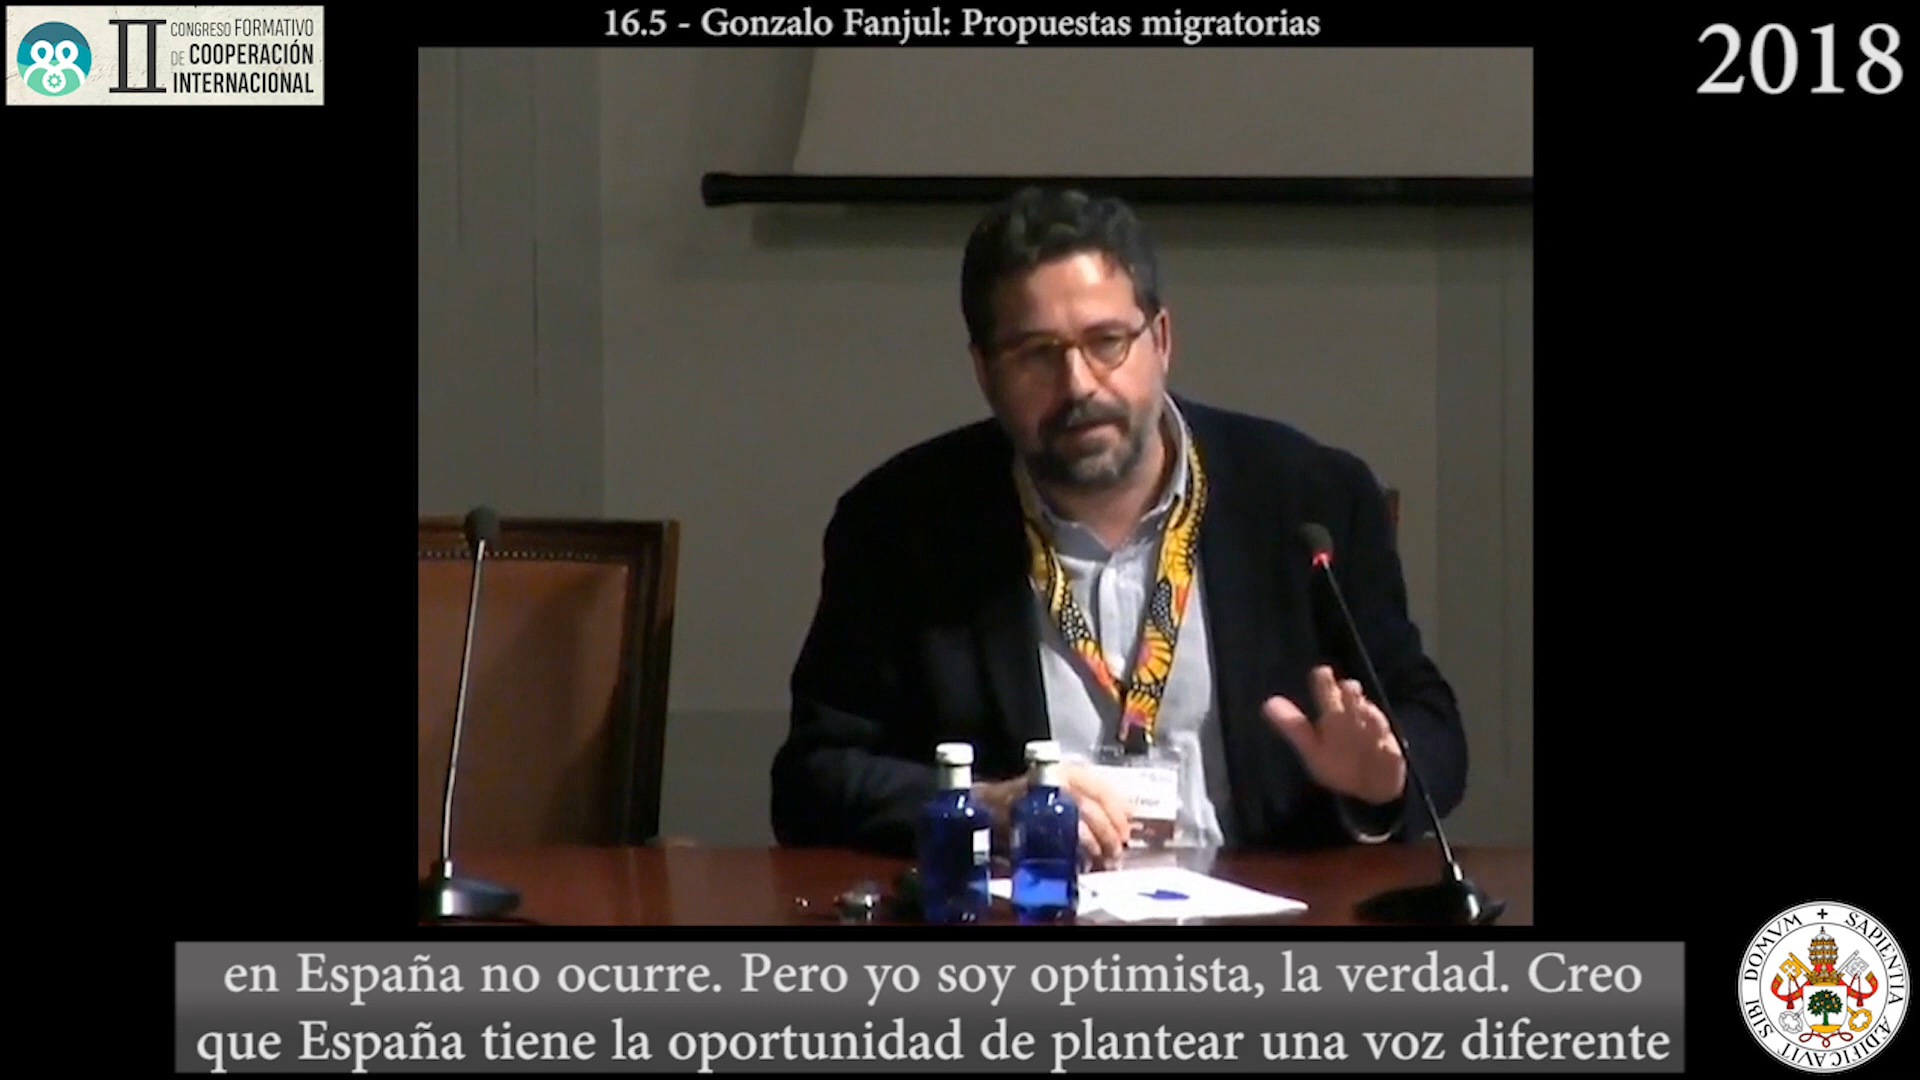 16.5 - Gonzalo Fanjul: Propuestas migratorias
II CONGRESO FORMATIVO
DE COOPERACIÓN
INTERNACIONAL
2018
en España no ocurre. Pero yo soy optimista, la verdad. Creo
que España tiene la oportunidad de plantear una voz diferente
SIBI DOMVM SAPIENTIA ÆDIFICAVIT